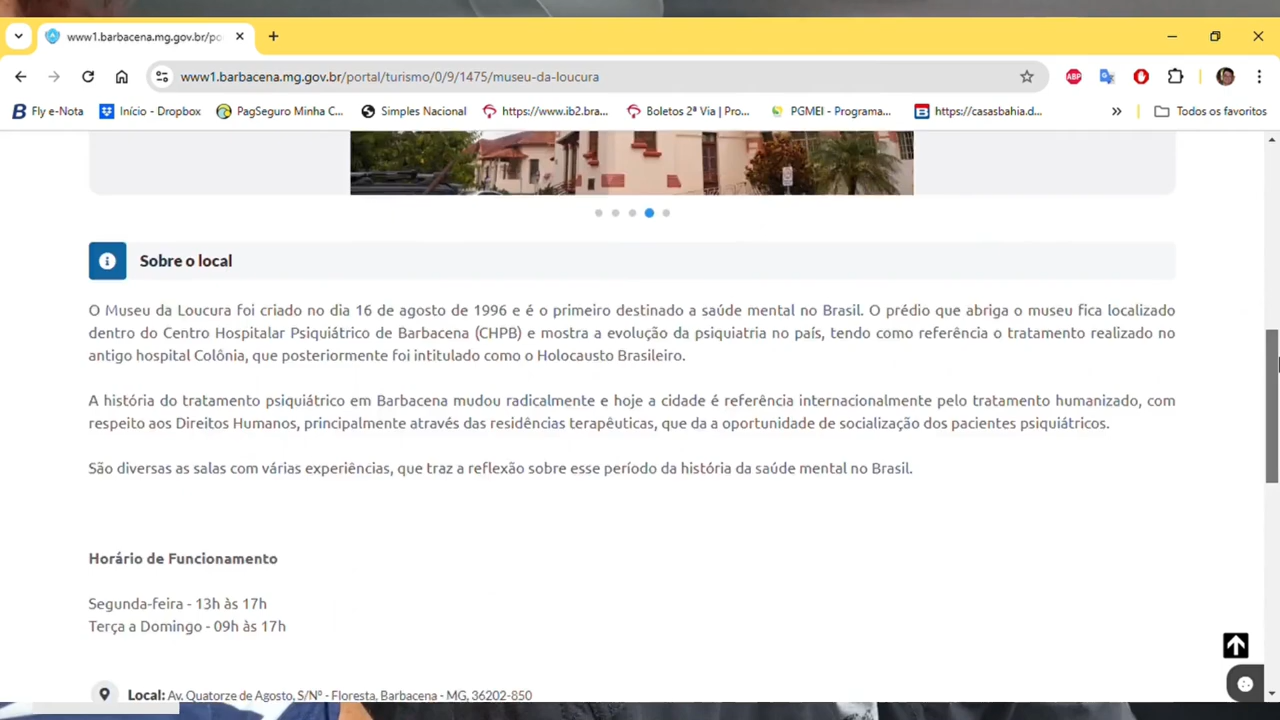 www1.barbacena.mg.gov.br/po
www1.barbacena.mg.gov.br/portal/turismo/0/9/1475/museu-da-loucura
ABP
Fly e-Nota
Início - Dropbox
PagSeguro Minha C...
Simples Nacional
https://www.ib2.bra...
Boletos 2ª Via | Pro...
PGMEI - Programa...
https://casasbahia.d...
Todos os favoritos
Sobre o local
O Museu da Loucura foi criado no dia 16 de agosto de 1996 e é o primeiro destinado a saúde mental no Brasil. O prédio que abriga o museu fica localizado
dentro do Centro Hospitalar Psiquiátrico de Barbacena (CHPB) e mostra a evolução da psiquiatria no país, tendo como referência o tratamento realizado no
antigo hospital Colônia, que posteriormente foi intitulado como o Holocausto Brasileiro.
A história do tratamento psiquiátrico em Barbacena mudou radicalmente e hoje a cidade é referência internacionalmente pelo tratamento humanizado, com
respeito aos Direitos Humanos, principalmente através das residências terapêuticas, que da a oportunidade de socialização dos pacientes psiquiátricos.
São diversas as salas com várias experiências, que traz a reflexão sobre esse período da história da saúde mental no Brasil.
Horário de Funcionamento
Segunda-feira - 13h às 17h
Terça a Domingo - 09h às 17h
Local: Av. Quatorze de Agosto, S/Nº - Floresta, Barbacena - MG, 36202-850